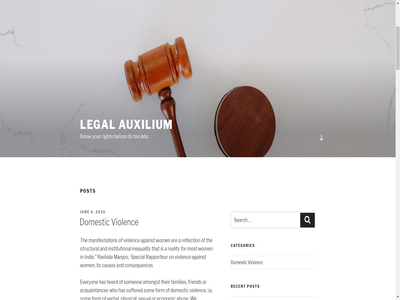 LEGAL AUXILIUM
Know your rights before its too late.
POSTS
JUNE 6, 2020
Domestic Violence
'The manifestations of violence against women are a reflection of the
structural and institutional inequality that is a reality for most women
in India.' Rashida Manjoo, Special Rapporteur on violence against
women, its causes and consequences
Everyone has heard of someone amongst their families, friends or
acquaintances who has suffered some form of domestic violence, i.e.
some form of verbal, physical, sexual or economic abuse. We
Search …
CATEGORIES
Domestic Violence
RECENT POSTS